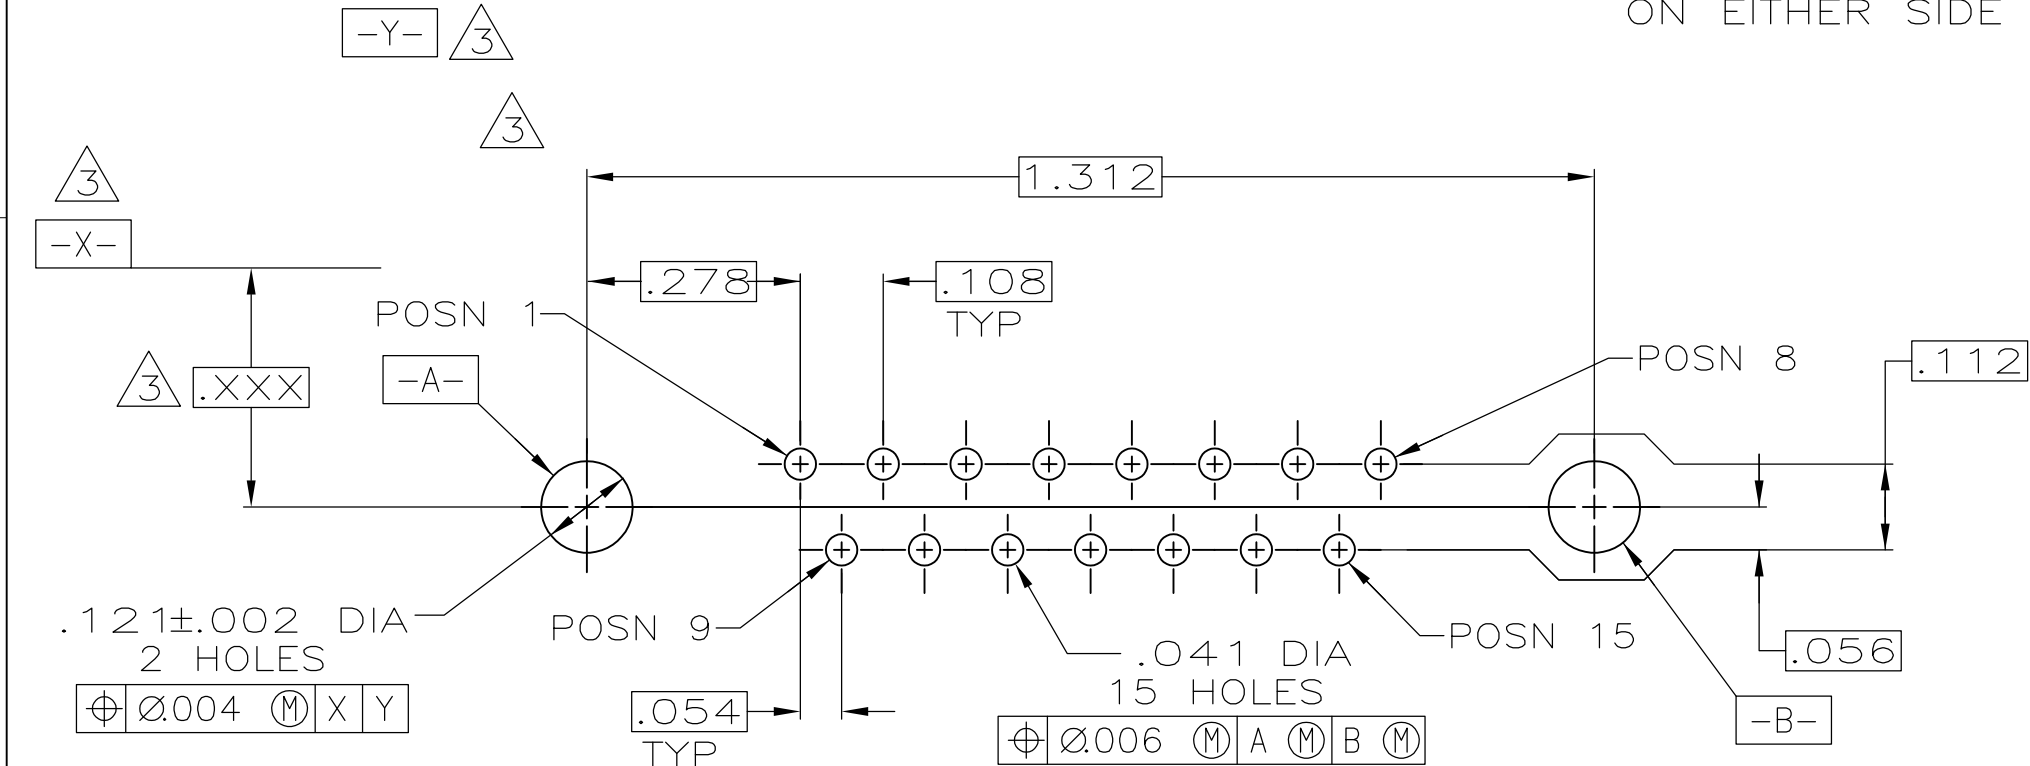 ON EITHER SIDE
-Y- 3
3
3
1.312
-X-
.278
.108
TYP
POSN 1
POSN 8
.112
3 .XXX
-A-
.121±.002 DIA
2 HOLES
⌖ Ø.004 Ⓜ X Y
POSN 9
.041 DIA
15 HOLES
⌖ Ø.006 Ⓜ A Ⓜ B Ⓜ
POSN 15
.056
.054
TYP
-B-